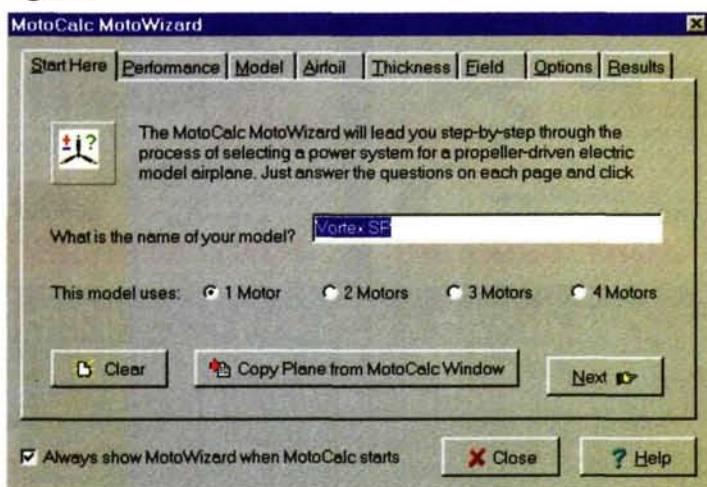 MotoCalc MotoWizard
Start Here Performance Model Airfoil Thickness Field Options Results
The MotoCalc MotoWizard will lead you step-by-step through the
process of selecting a power system for a propeller-driven electric
model airplane. Just answer the questions on each page and click
What is the name of your model? Vortex SF
This model uses: 1 Motor 2 Motors 3 Motors 4 Motors
Clear Copy Plane from MotoCalc Window Next
Always show MotoWizard when MotoCalc starts Close Help